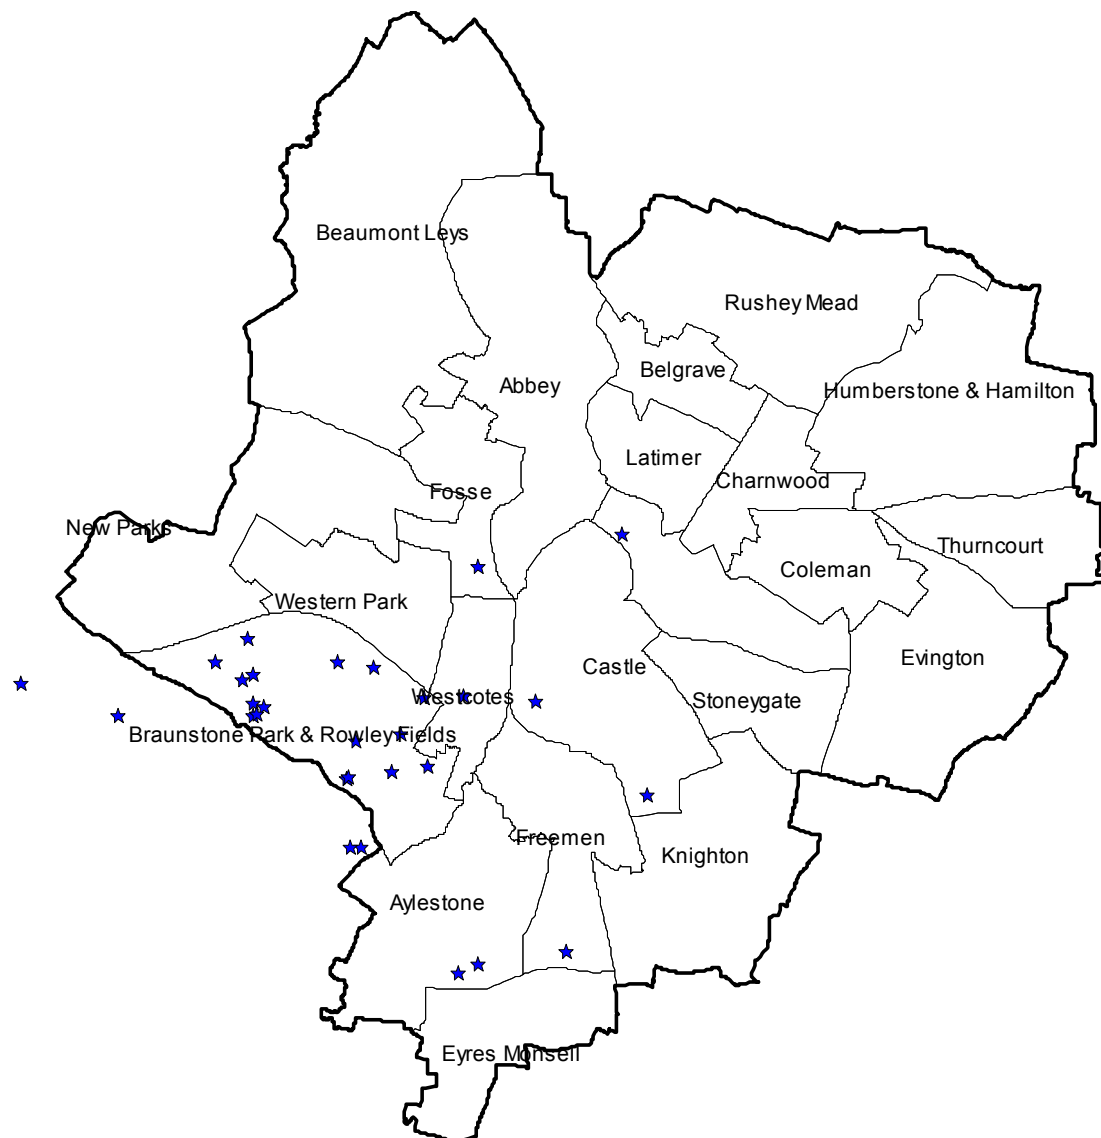 Beaumont Leys
Rushey Mead
Belgrave
Abbey
Humberstone & Hamilton
Latimer
Charnwood
Fosse
New Parks
Thurncourt
Coleman
Western Park
Evington
Castle
Westcotes
Stoneygate
Braunstone Park & Rowley Fields
Freemen
Knighton
Aylestone
Eyres Monsell